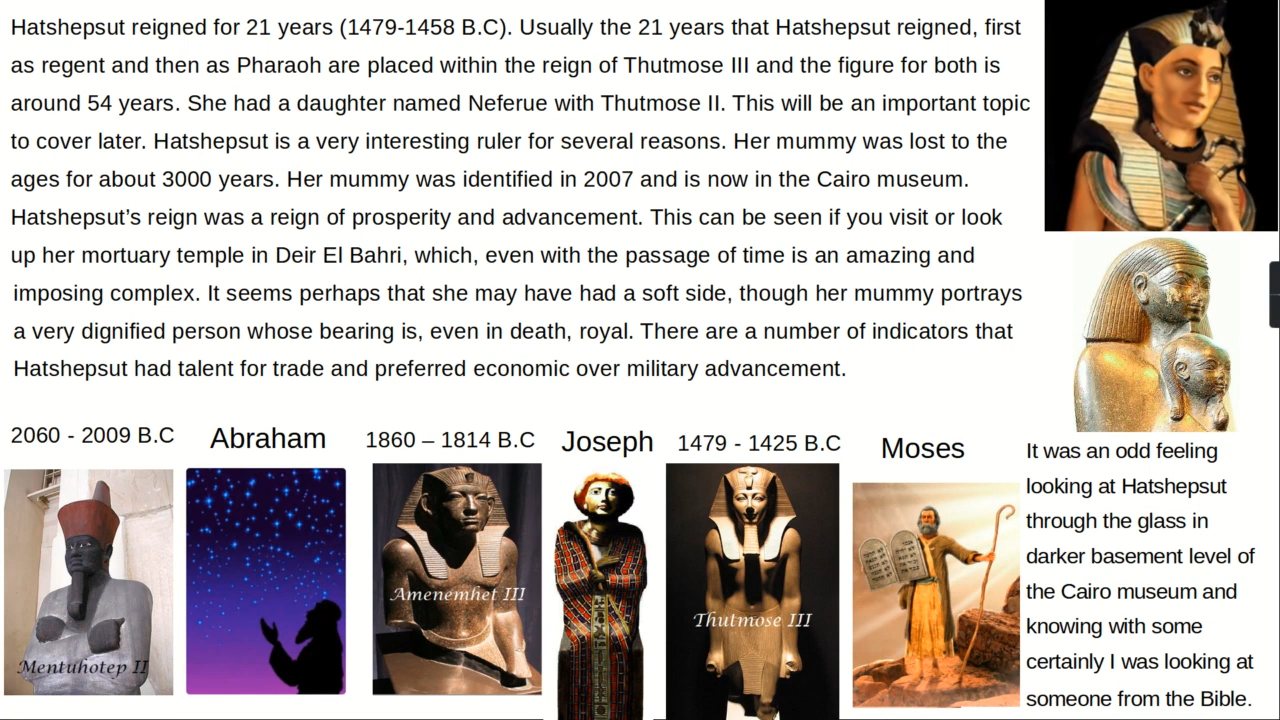 Hatshepsut reigned for 21 years (1479-1458 B.C). Usually the 21 years that Hatshepsut reigned, first
as regent and then as Pharaoh are placed within the reign of Thutmose III and the figure for both is
around 54 years. She had a daughter named Neferue with Thutmose II. This will be an important topic
to cover later. Hatshepsut is a very interesting ruler for several reasons. Her mummy was lost to the
ages for about 3000 years. Her mummy was identified in 2007 and is now in the Cairo museum.
Hatshepsut’s reign was a reign of prosperity and advancement. This can be seen if you visit or look
up her mortuary temple in Deir El Bahri, which, even with the passage of time is an amazing and
imposing complex. It seems perhaps that she may have had a soft side, though her mummy portrays
a very dignified person whose bearing is, even in death, royal. There are a number of indicators that
Hatshepsut had talent for trade and preferred economic over military advancement.
2060 - 2009 B.C
Abraham
1860 – 1814 B.C
Joseph
1479 - 1425 B.C
Moses
Mentuhotep II
Amenemhet III
Thutmose III
It was an odd feeling
looking at Hatshepsut
through the glass in
darker basement level of
the Cairo museum and
knowing with some
certainly I was looking at
someone from the Bible.